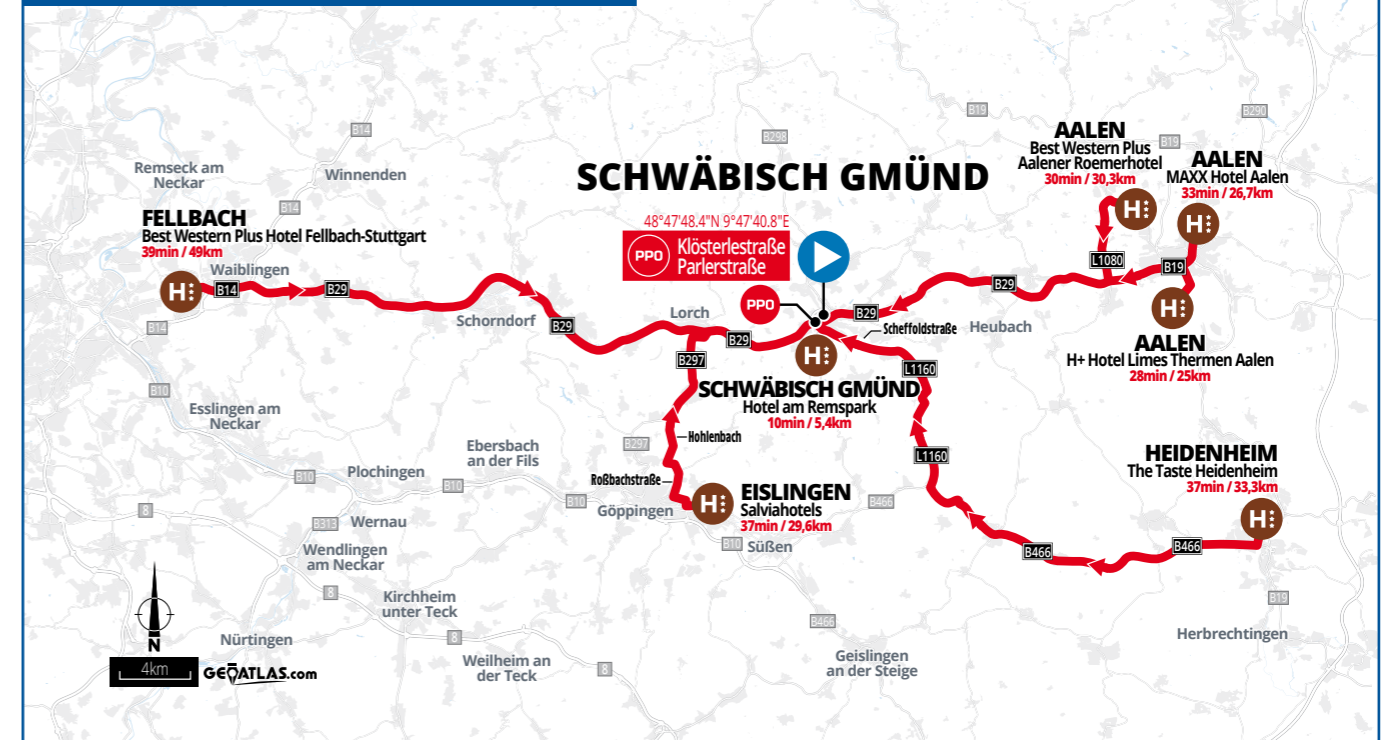 B19
B290
B14
B298
AALEN
Best Western Plus
Aalener Roemerhotel
30min / 30,3km
B19
AALEN
MAXX Hotel Aalen
33min / 26,7km
H
H
Remseck am
Neckar
Winnenden
SCHWÄBISCH GMÜND
B14
FELLBACH
Best Western Plus Hotel Fellbach-Stuttgart
39min / 49km
48°47'48.4"N 9°47'40.8"E
PPO
Klösterlestraße
Parlerstraße
L1080
B19
Waiblingen
H
B14
B29
B29
PPO
H
B14
Schorndorf
B29
Lorch
B29
B29
Scheffoldstraße
Heubach
AALEN
H+ Hotel Limes Thermen Aalen
28min / 25km
B297
H
L1160
SCHWÄBISCH GMÜND
Hotel am Remspark
10min / 5,4km
B10
Esslingen am
Neckar
B297
Hohlenbach
Ebersbach
an der Fils
L1160
HEIDENHEIM
The Taste Heidenheim
37min / 33,3km
Plochingen
B10
B10
Roßbachstraße
H
EISLINGEN
Salviahotels
37min / 29,6km
B10
Göppingen
B466
H
8
B313
Wernau
B10
Süßen
B466
B466
Wendlingen
am Neckar
8
Kirchheim
unter Teck
B19
N
4km
GEOATLAS.com
Nürtingen
8
B466
Herbrechtingen
Weilheim an
der Teck
8
Geislingen
an der Steige